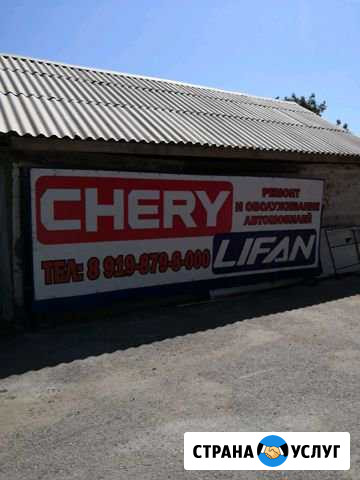 CHERY
РЕМОНТ
И ОБСЛУЖИВАНИЕ
АВТОМОБИЛЕЙ
LIFAN
ТЕЛ: 8 919-879-6-000
СТРАНА УСЛУГ